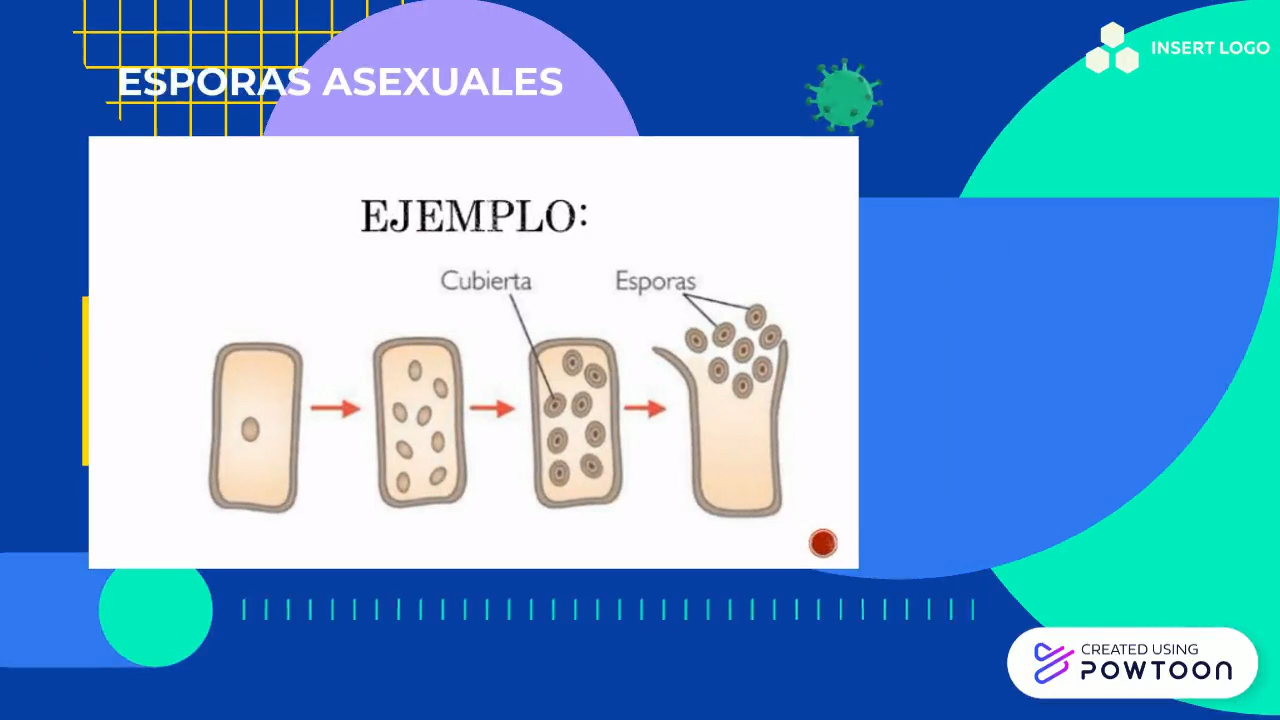 INSERT LOGO
ESPORAS ASEXUALES
EJEMPLO:
Cubierta
Esporas
CREATED USING
POWTOON